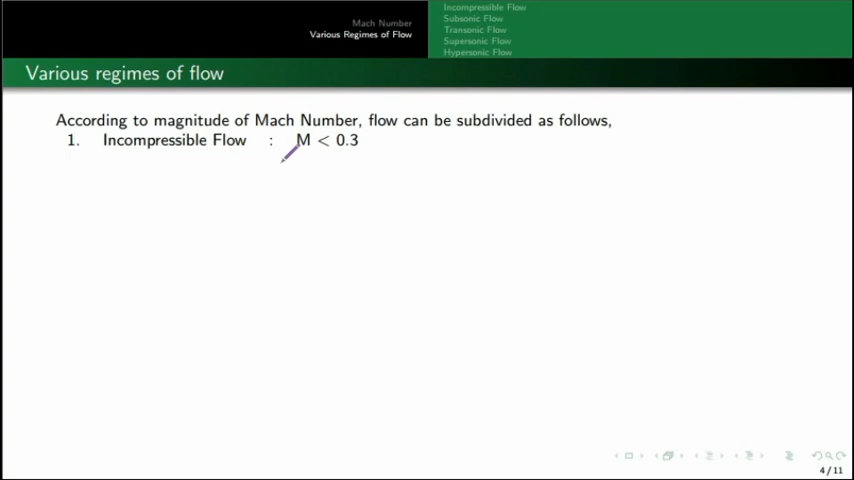 Mach Number
Various Regimes of Flow
Incompressible Flow
Subsonic Flow
Transonic Flow
Supersonic Flow
Hypersonic Flow
Various regimes of flow
According to magnitude of Mach Number, flow can be subdivided as follows,
1. Incompressible Flow : M < 0.3
4/11